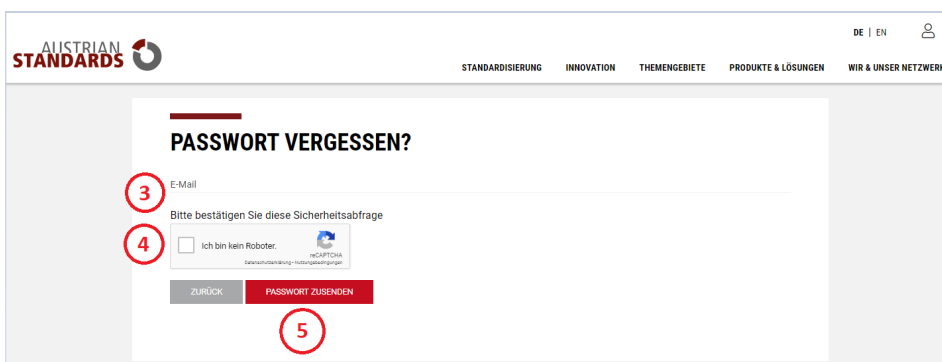 DE | EN
AUSTRIAN
STANDARDS
STANDARDISIERUNG INNOVATION THEMENGEBIETE PRODUKTE & LÖSUNGEN WIR & UNSER NETZWERK
PASSWORT VERGESSEN?
E-Mail
3
Bitte bestätigen Sie diese Sicherheitsabfrage
4
Ich bin kein Roboter.
reCAPTCHA
Datenschutzerklärung - Nutzungsbedingungen
ZURÜCK PASSWORT ZUSENDEN
5